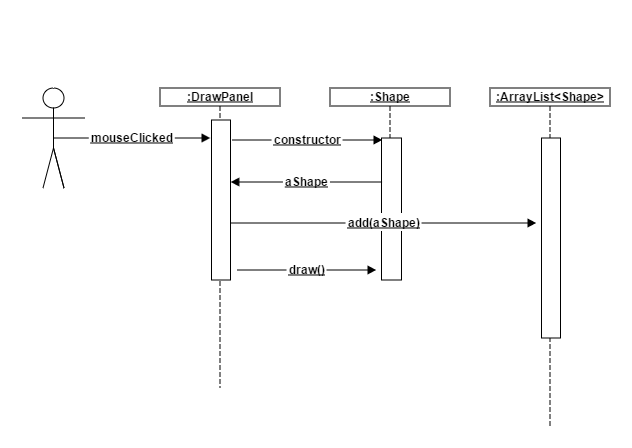 :DrawPanel
:Shape
:ArrayList<Shape>
mouseClicked
constructor
aShape
add(aShape)
draw()